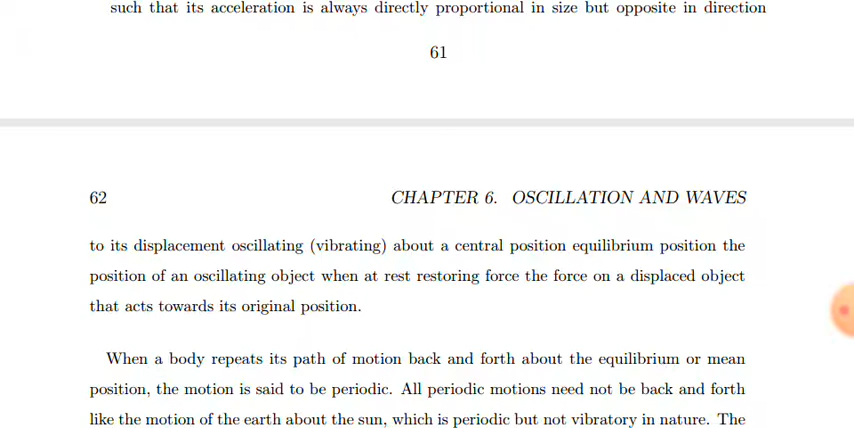 such that its acceleration is always directly proportional in size but opposite in direction
61
62 CHAPTER 6. OSCILLATION AND WAVES
to its displacement oscillating (vibrating) about a central position equilibrium position the
position of an oscillating object when at rest restoring force the force on a displaced object
that acts towards its original position.
When a body repeats its path of motion back and forth about the equilibrium or mean
position, the motion is said to be periodic. All periodic motions need not be back and forth
like the motion of the earth about the sun, which is periodic but not vibratory in nature. The